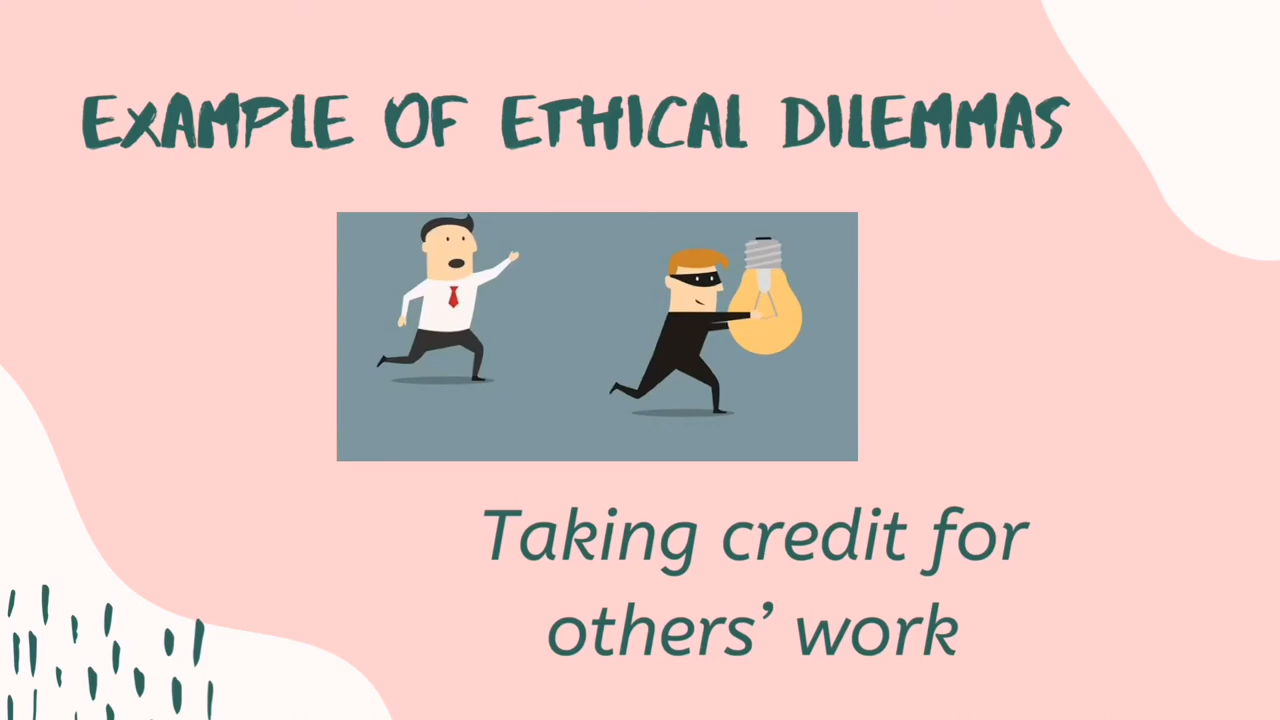 EXAMPLE OF ETHICAL DILEMMAS
Taking credit for
others’ work